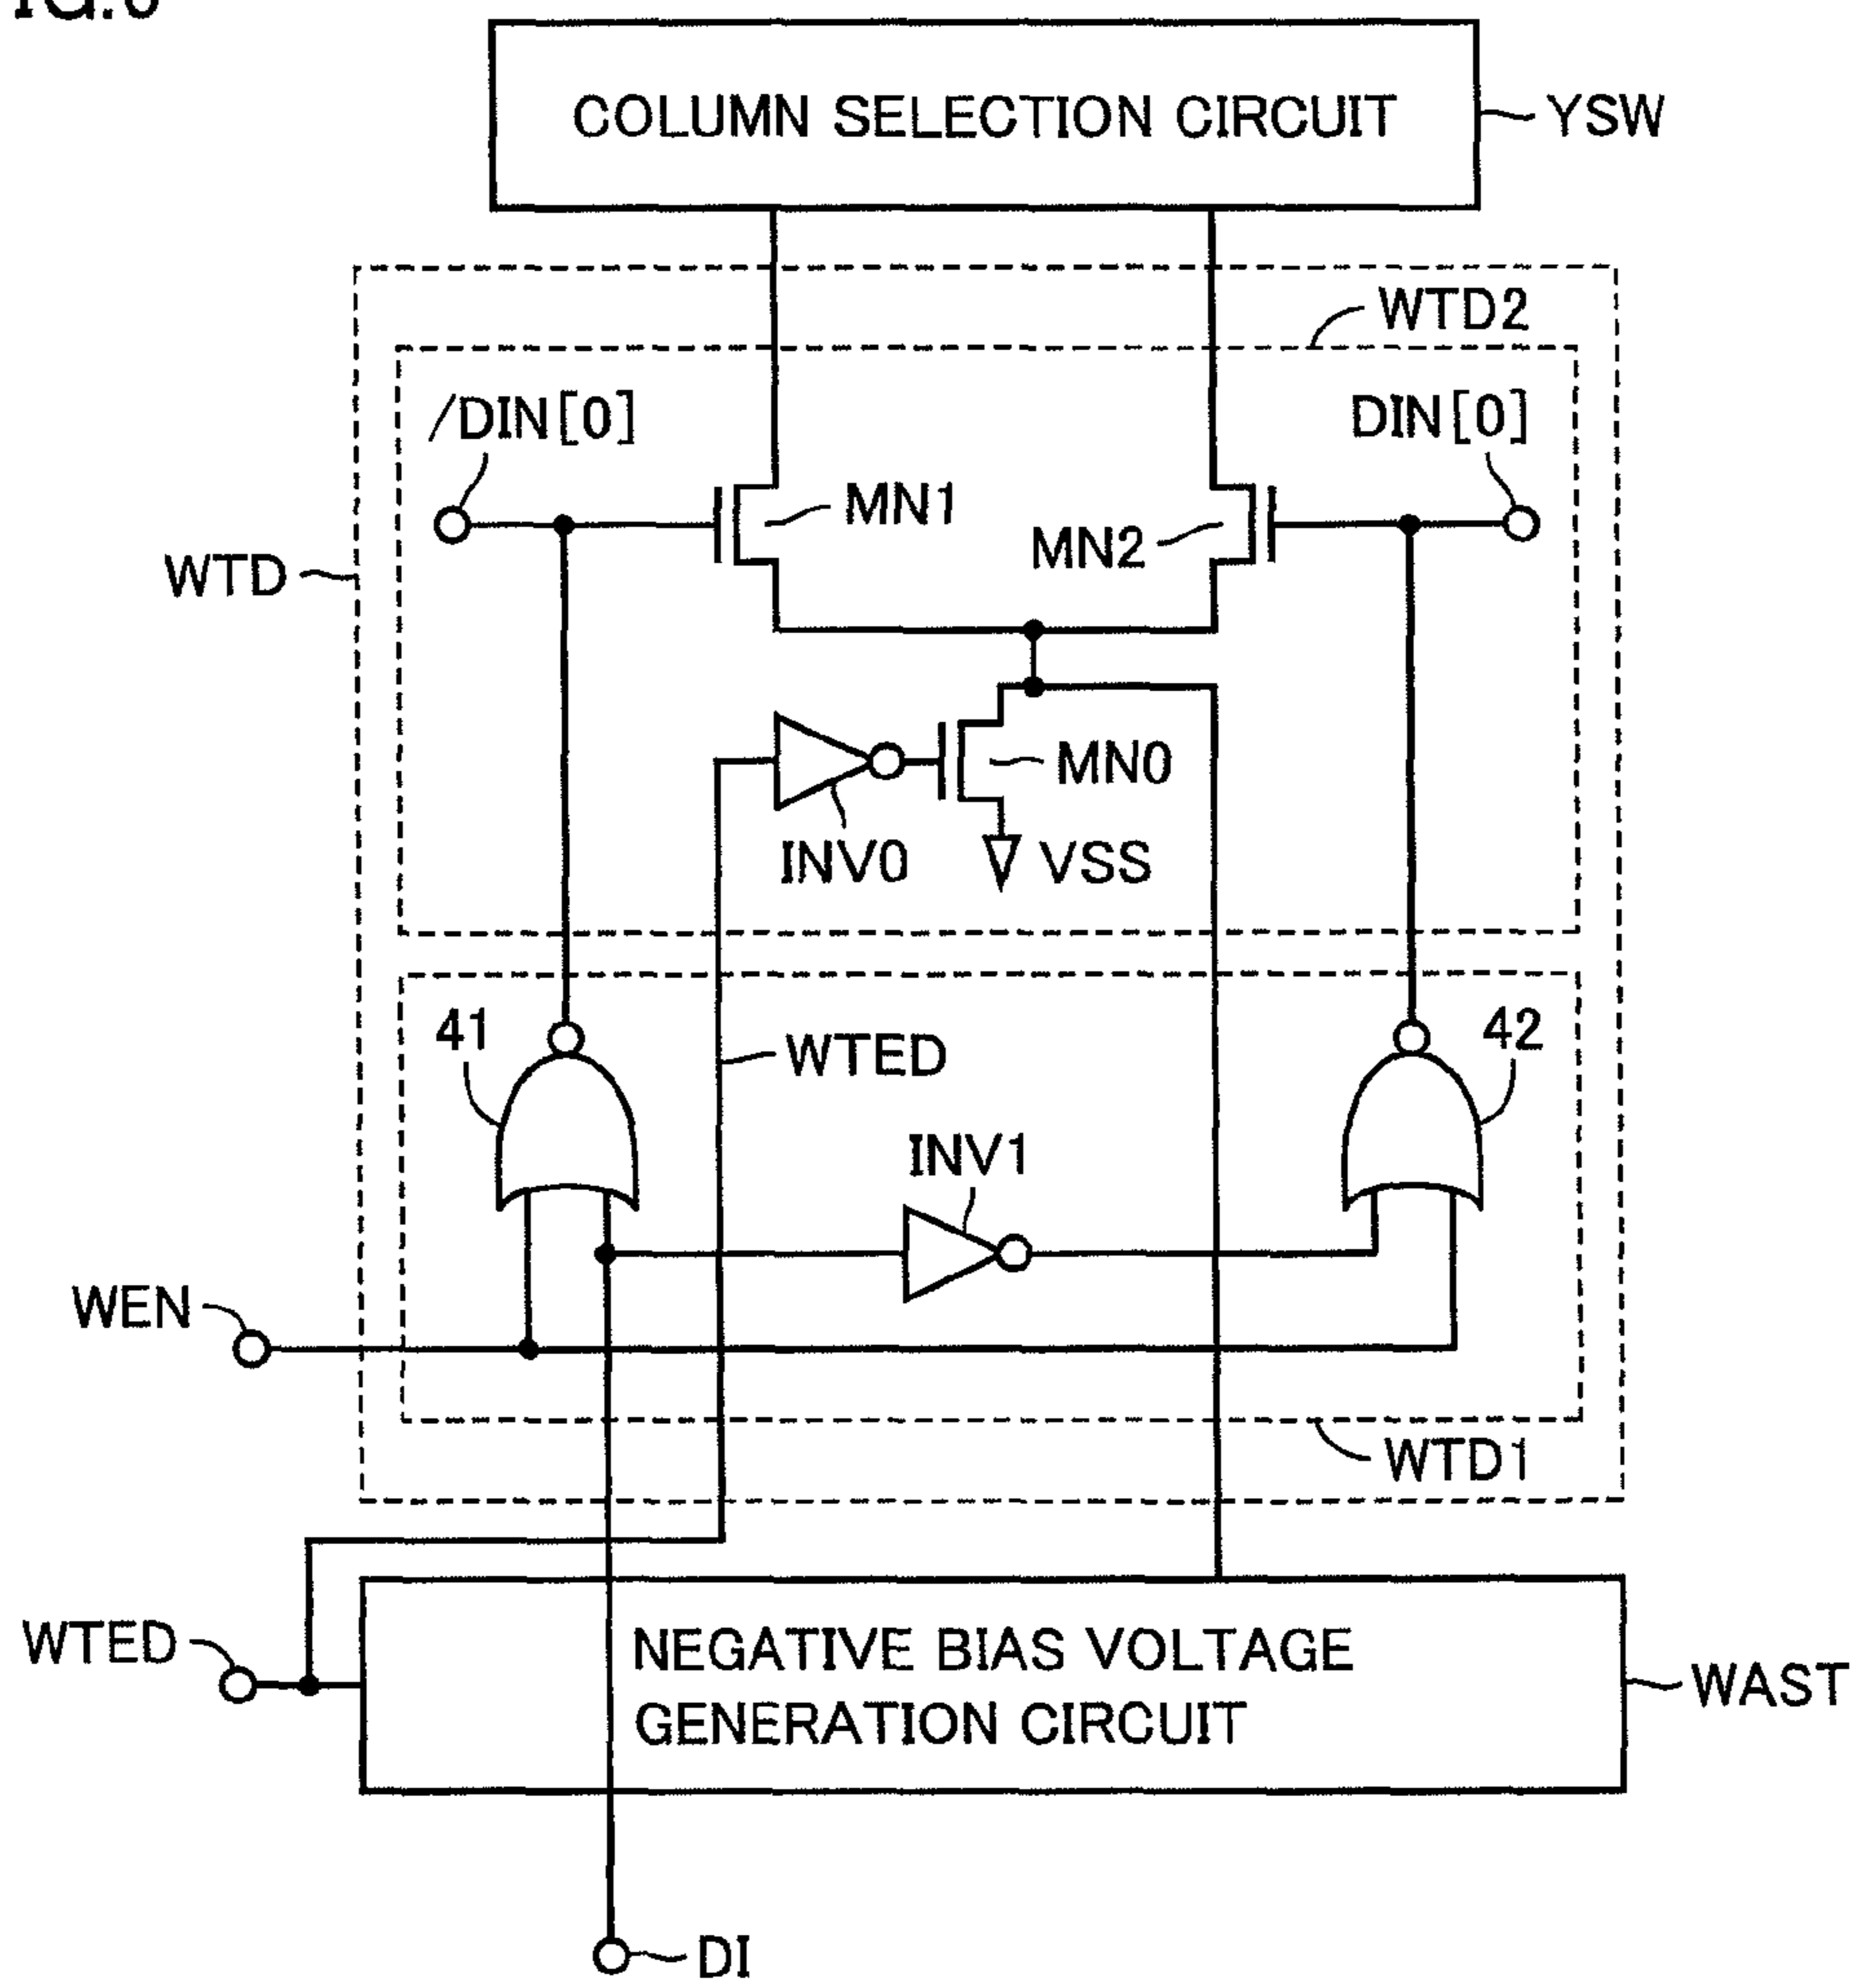 COLUMN SELECTION CIRCUIT
YSW
WTD2
/DIN[0]
DIN[0]
MN1
MN2
WTD
MN0
INV0
VSS
41
WTED
42
INV1
WEN
WTD1
WTED
NEGATIVE BIAS VOLTAGE
GENERATION CIRCUIT
WAST
DI